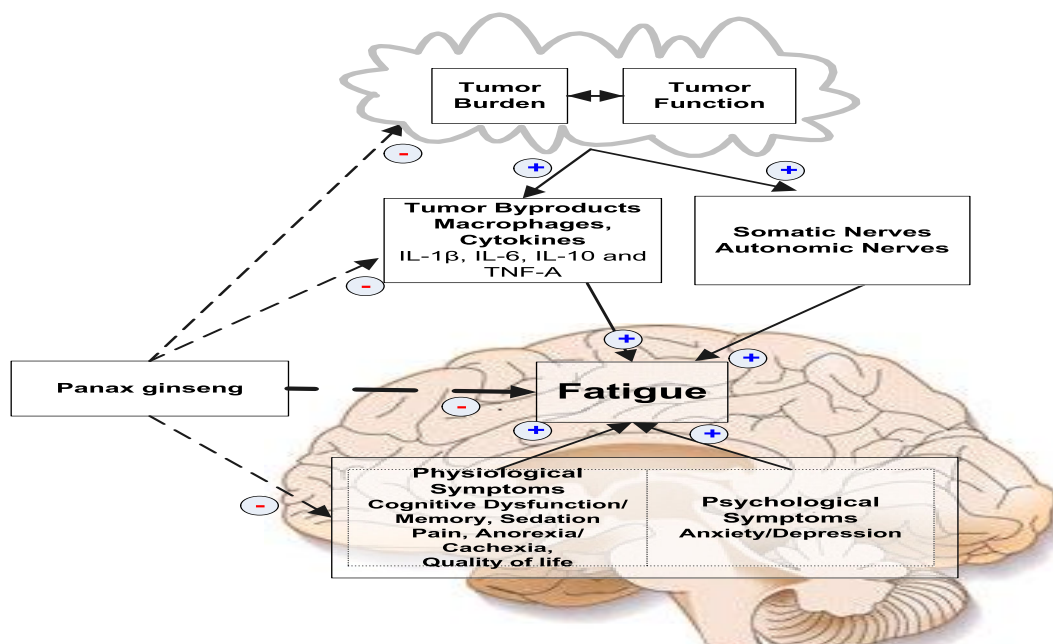 Tumor
Burden
Tumor
Function
-
+
+
Tumor Byproducts
Macrophages,
Cytokines
IL-1β, IL-6, IL-10 and
TNF-A
Somatic Nerves
Autonomic Nerves
-
+
+
Panax ginseng
Fatigue
-
+
+
Physiological
Symptoms
Cognitive Dysfunction/
Memory, Sedation
Pain, Anorexia/
Cachexia,
Quality of life
Psychological
Symptoms
Anxiety/Depression
-